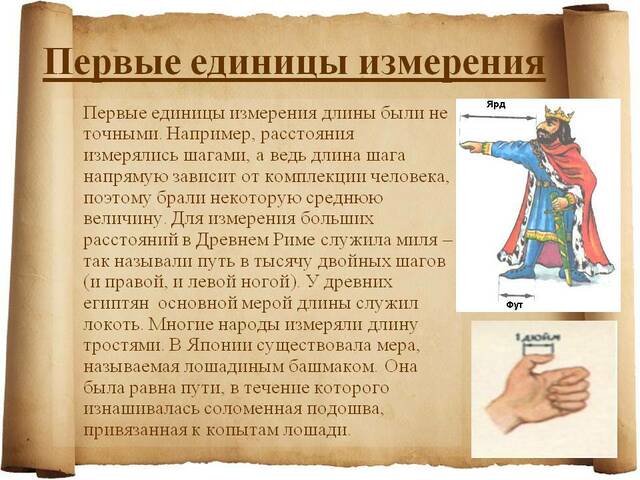 Первые единицы измерения
Первые единицы измерения длины были не
точными. Например, расстояния
измерялись шагами, а ведь длина шага
напрямую зависит от комплекции человека,
поэтому брали некоторую среднюю
величину. Для измерения больших
расстояний в Древнем Риме служила миля –
так называли путь в тысячу двойных шагов
(и правой, и левой ногой). У древних
египтян основной мерой длины служил
локоть. Многие народы измеряли длину
тростями. В Японии существовала мера,
называемая лошадиным башмаком. Она
была равна пути, в течение которого
изнашивалась соломенная подошва,
привязанная к копытам лошади.
Ярд
Фут
1 дюйм